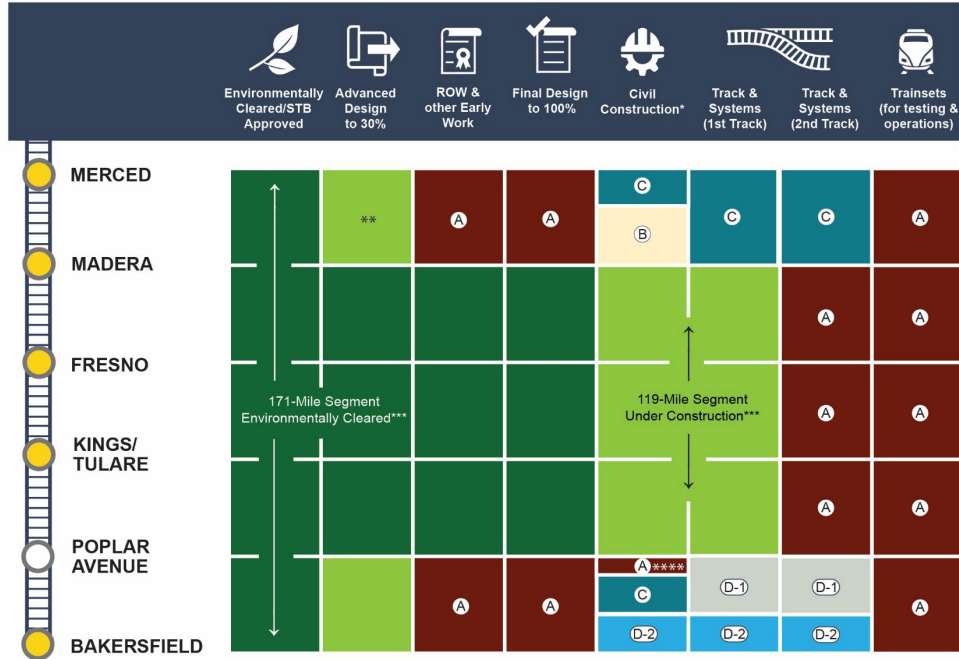 Environmentally
Cleared/STB
Approved
Advanced
Design
to 30%
ROW &
other Early
Work
Final Design
to 100%
Civil
Construction*
Track &
Systems
(1st Track)
Track &
Systems
(2nd Track)
Trainsets
(for testing &
operations)
MERCED
** A A C B C C A
MADERA
A A
FRESNO
171-Mile Segment
Environmentally Cleared***
119-Mile Segment
Under Construction***
A A
KINGS/
TULARE
A A
POPLAR
AVENUE
A A A**** C D-2 D-1 D-2 D-1 D-2 A
BAKERSFIELD